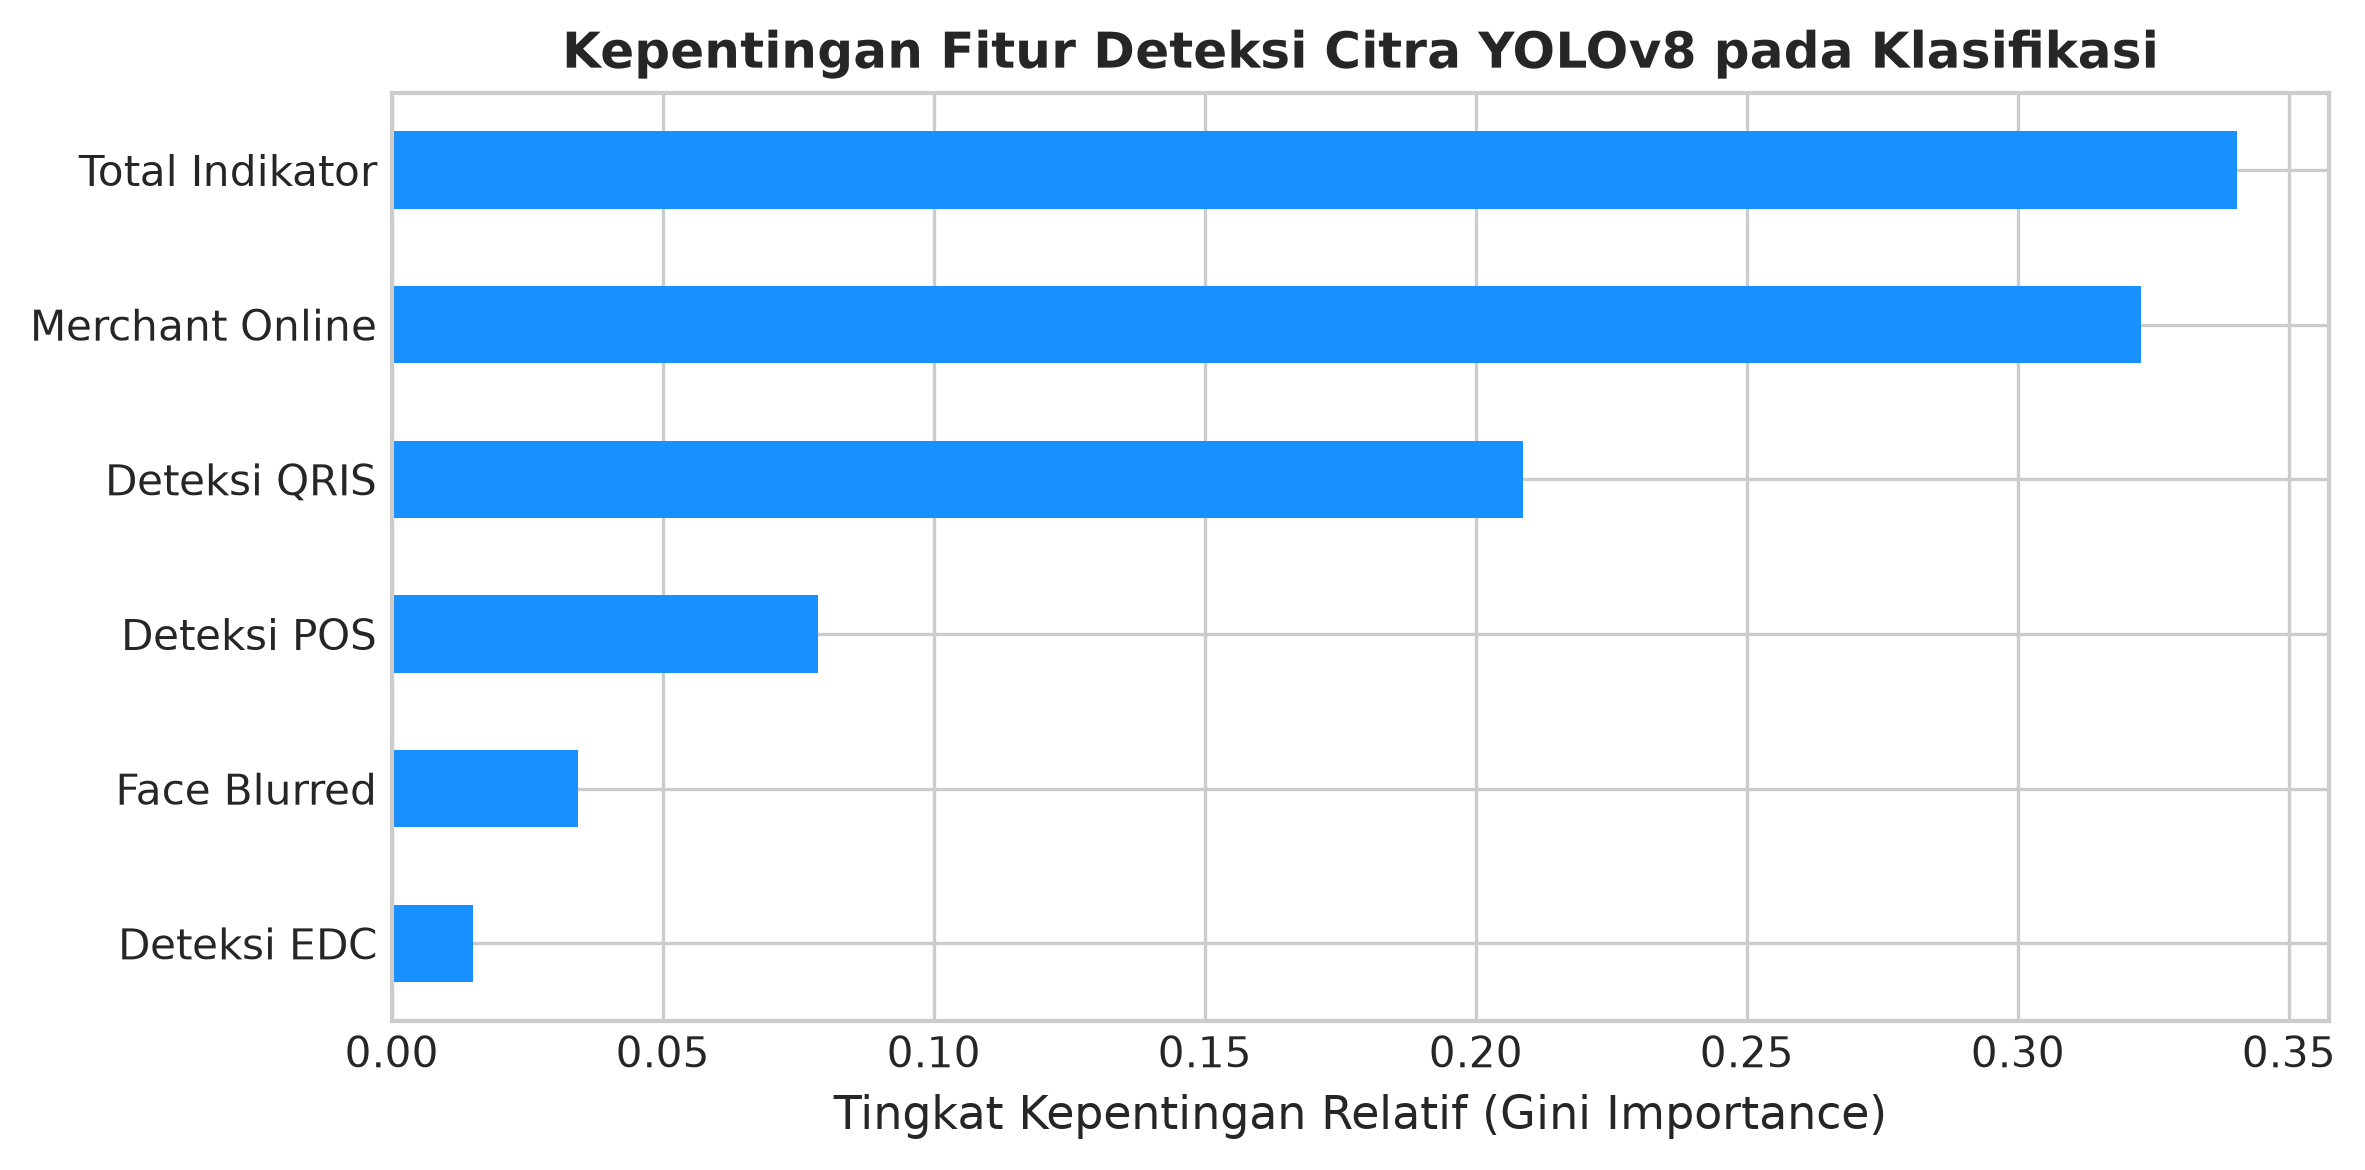 Kepentingan Fitur Deteksi Citra YOLOv8 pada Klasifikasi
Total Indikator
Merchant Online
Deteksi QRIS
Deteksi POS
Face Blurred
Deteksi EDC
0.00 0.05 0.10 0.15 0.20 0.25 0.30 0.35
Tingkat Kepentingan Relatif (Gini Importance)